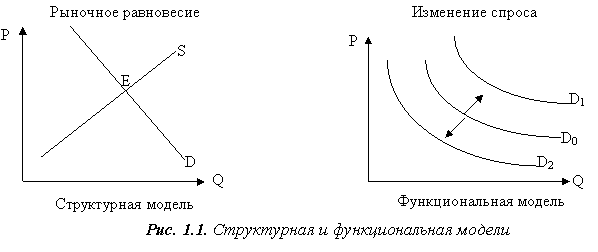 Рыночное равновесие
P
S
E
D
Q
Структурная модель
Изменение спроса
P
D1
D0
D2
Q
Функциональная модель
Рис. 1.1. Структурная и функциональная модели